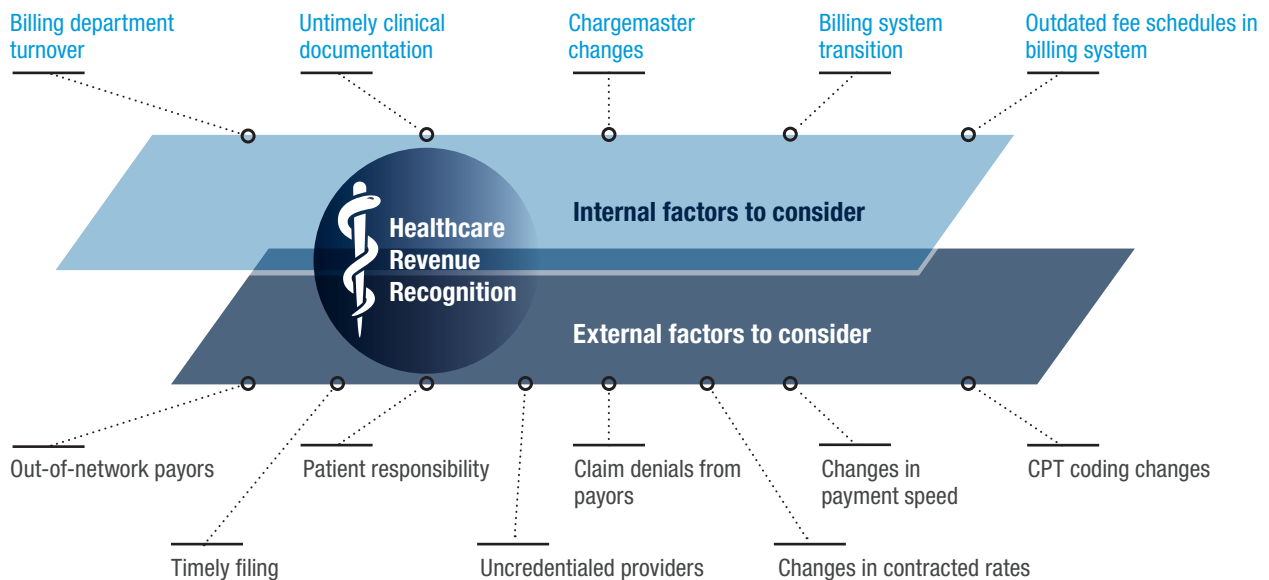 Billing department
turnover
Untimely clinical
documentation
Chargemaster
changes
Billing system
transition
Outdated fee schedules in
billing system
Healthcare
Revenue
Recognition
Internal factors to consider
External factors to consider
Out-of-network payors
Patient responsibility
Claim denials from
payors
Changes in
payment speed
CPT coding changes
Timely filing
Uncredentialed providers
Changes in contracted rates